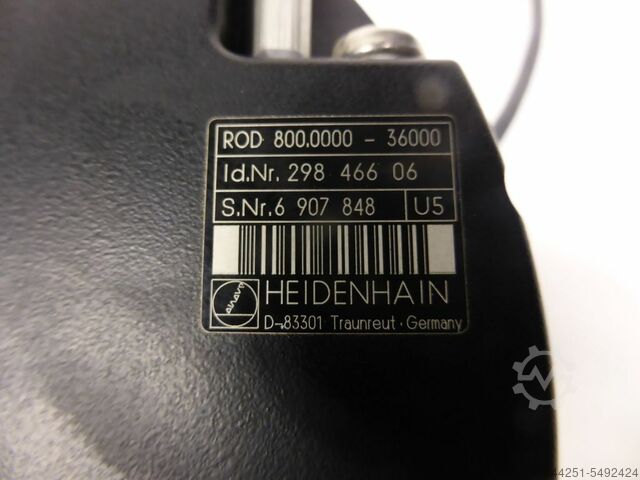 ROD 800.0000 - 36000
Id.Nr. 298 466 06
S.Nr. 6 907 848 U5
HEIDENHAIN
D-83301 Traunreut · Germany
44251-5492424